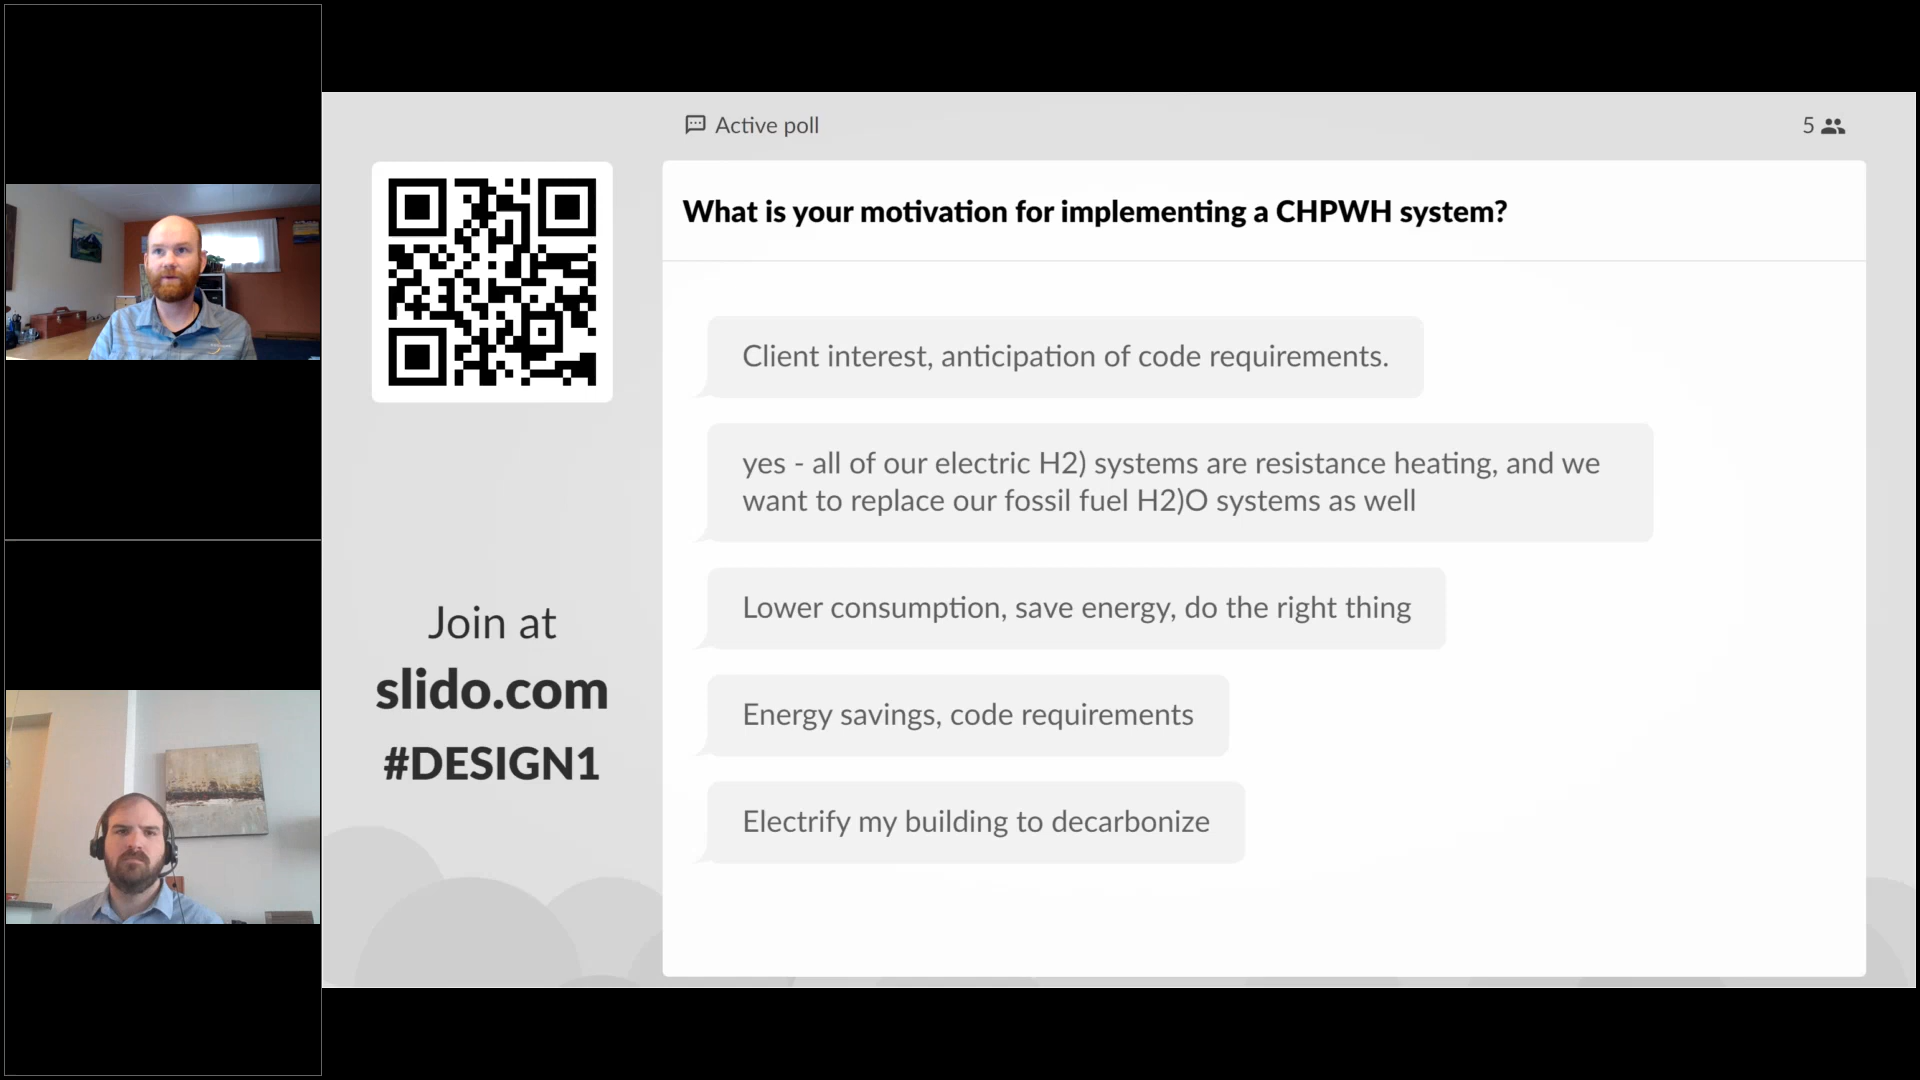 Active poll
5
What is your motivation for implementing a CHPWH system?
Client interest, anticipation of code requirements.
yes - all of our electric H2) systems are resistance heating, and we
want to replace our fossil fuel H2)O systems as well
Lower consumption, save energy, do the right thing
Energy savings, code requirements
Electrify my building to decarbonize
Join at
slido.com
#DESIGN1